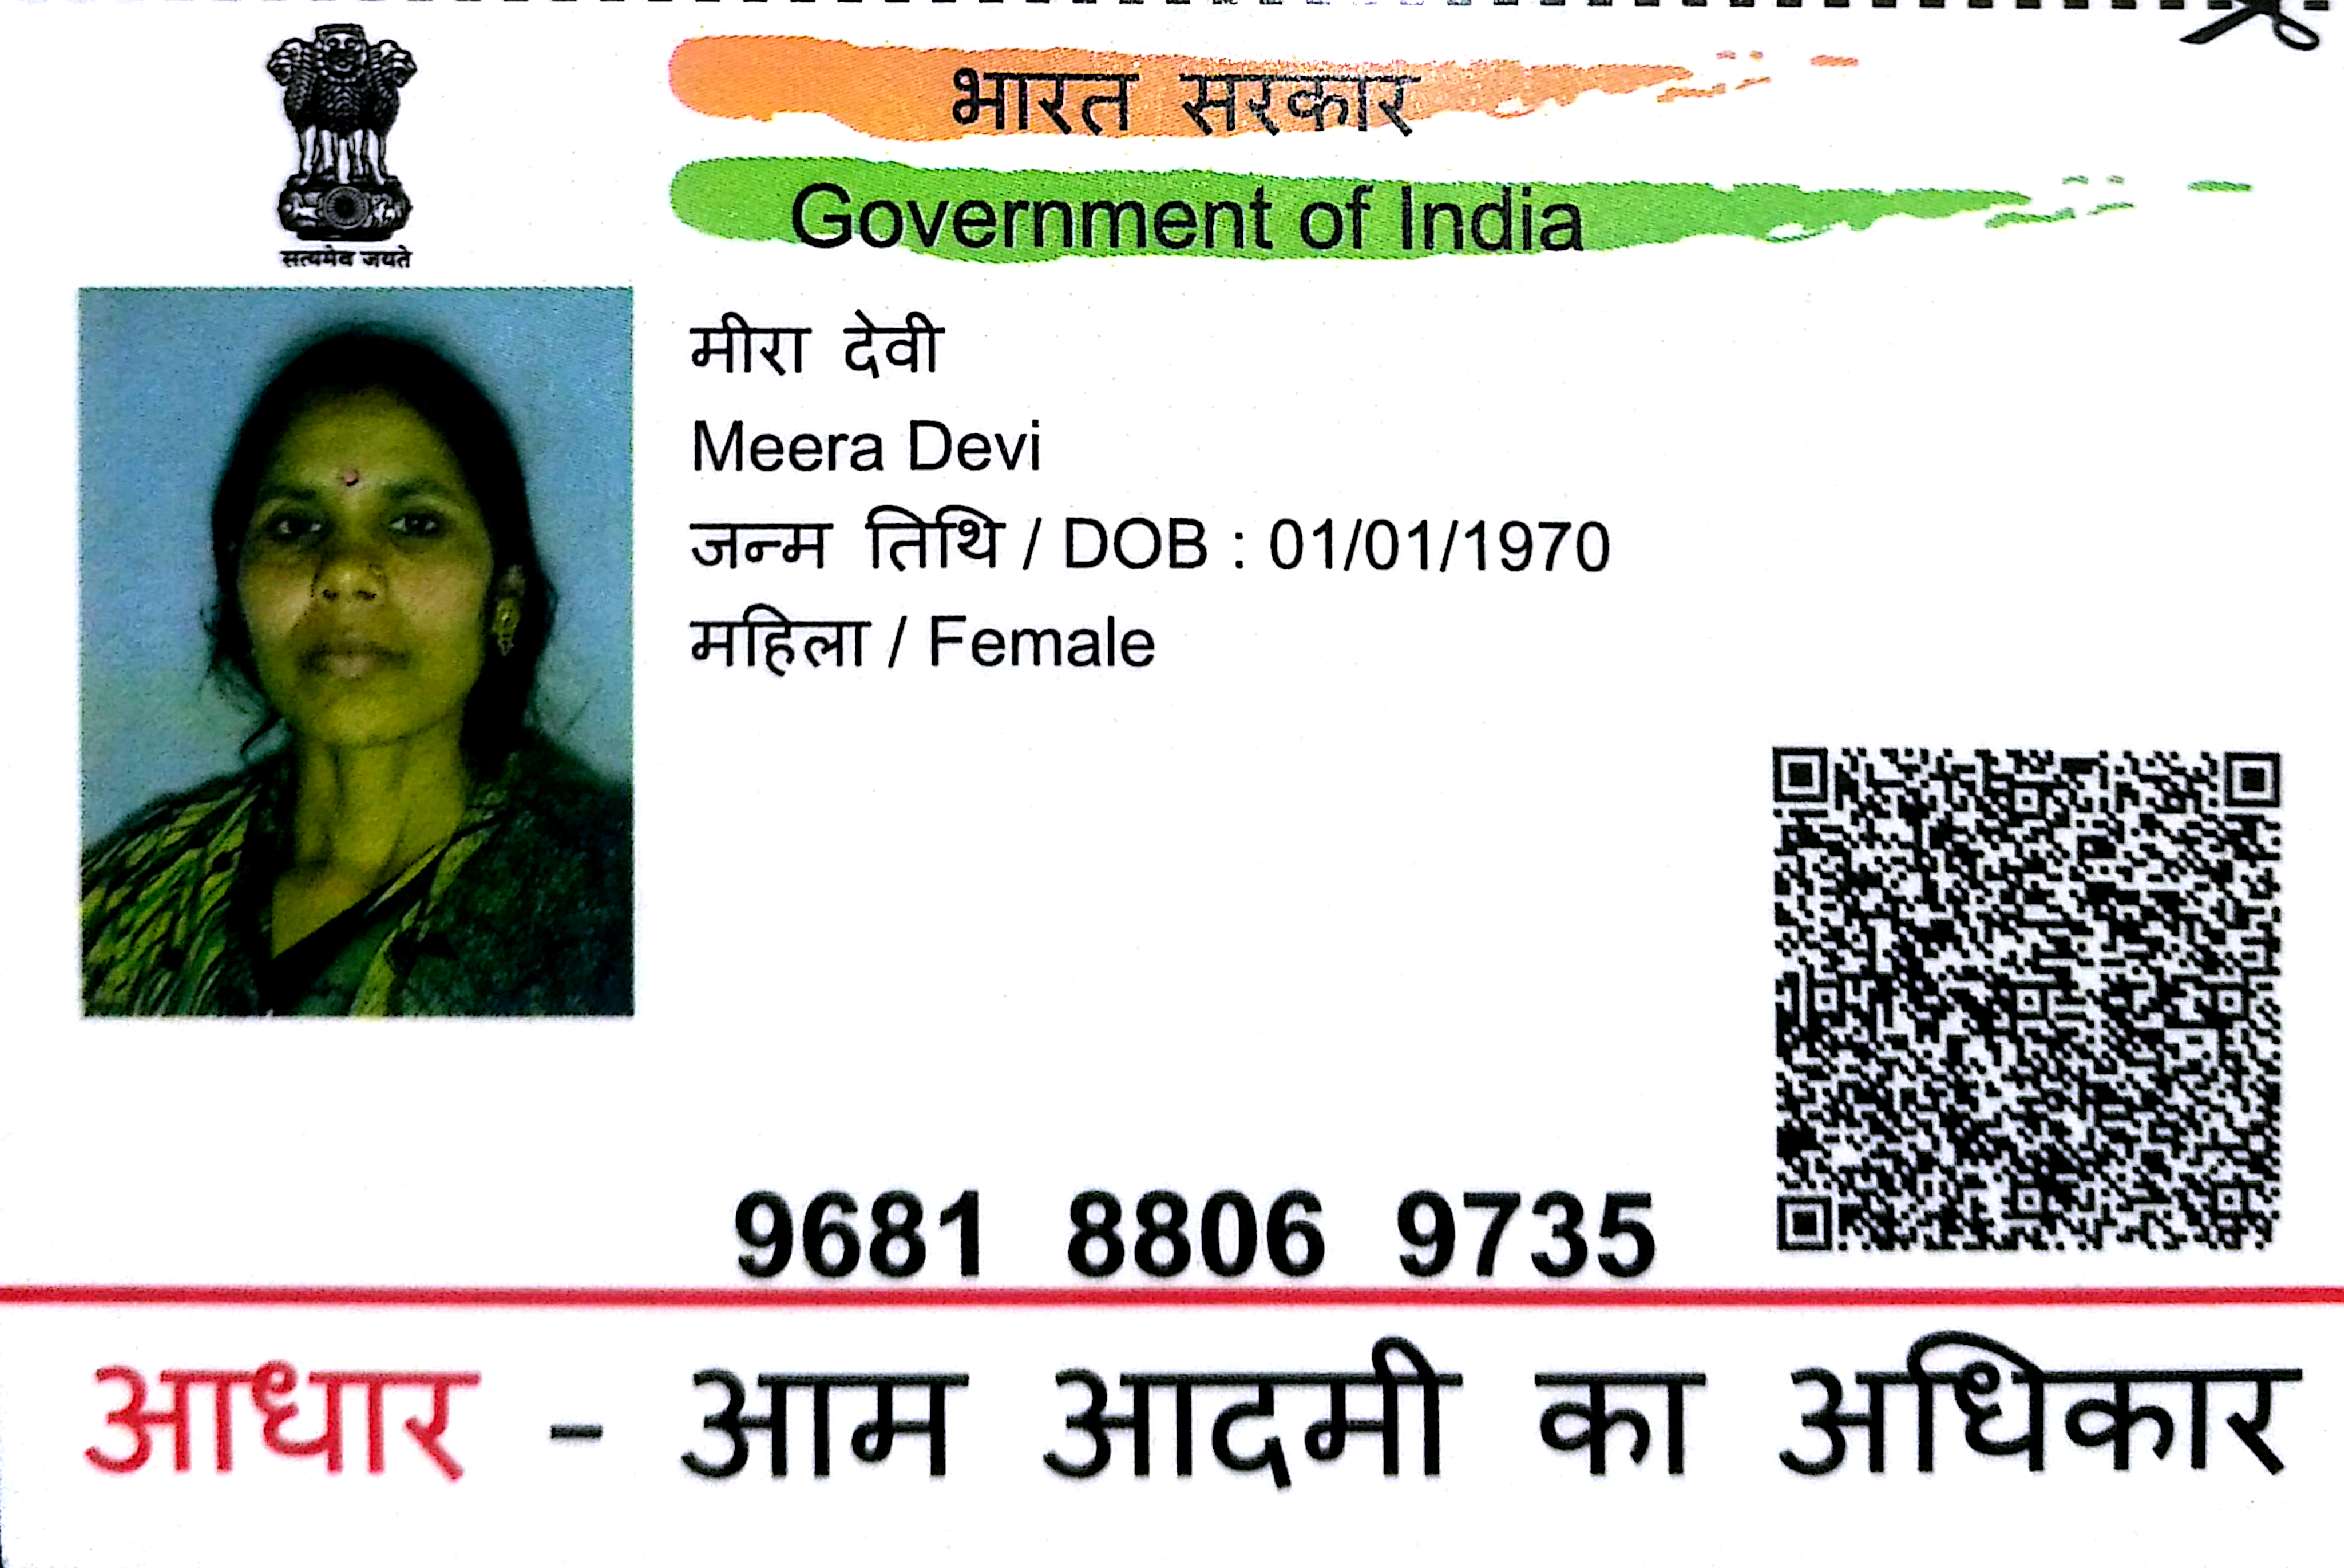 भारत सरकार
Government of India
सत्यमेव जयते
मीरा देवी
Meera Devi
जन्म तिथि / DOB : 01/01/1970
महिला / Female
9681 8806 9735
आधार - आम आदमी का अधिकार